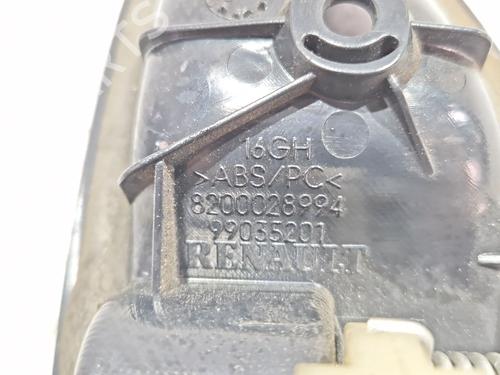 16GH
>ABS/PC<
8200028994
99035201
RENAULT